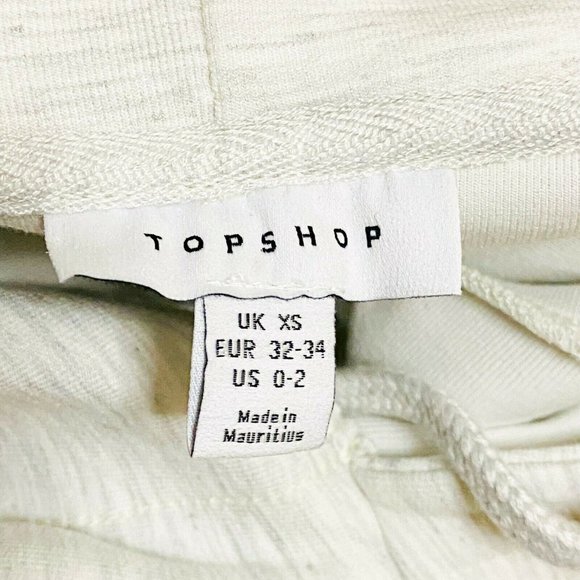 TOPSHOP
UK XS
EUR 32-34
US 0-2
Made in
Mauritius